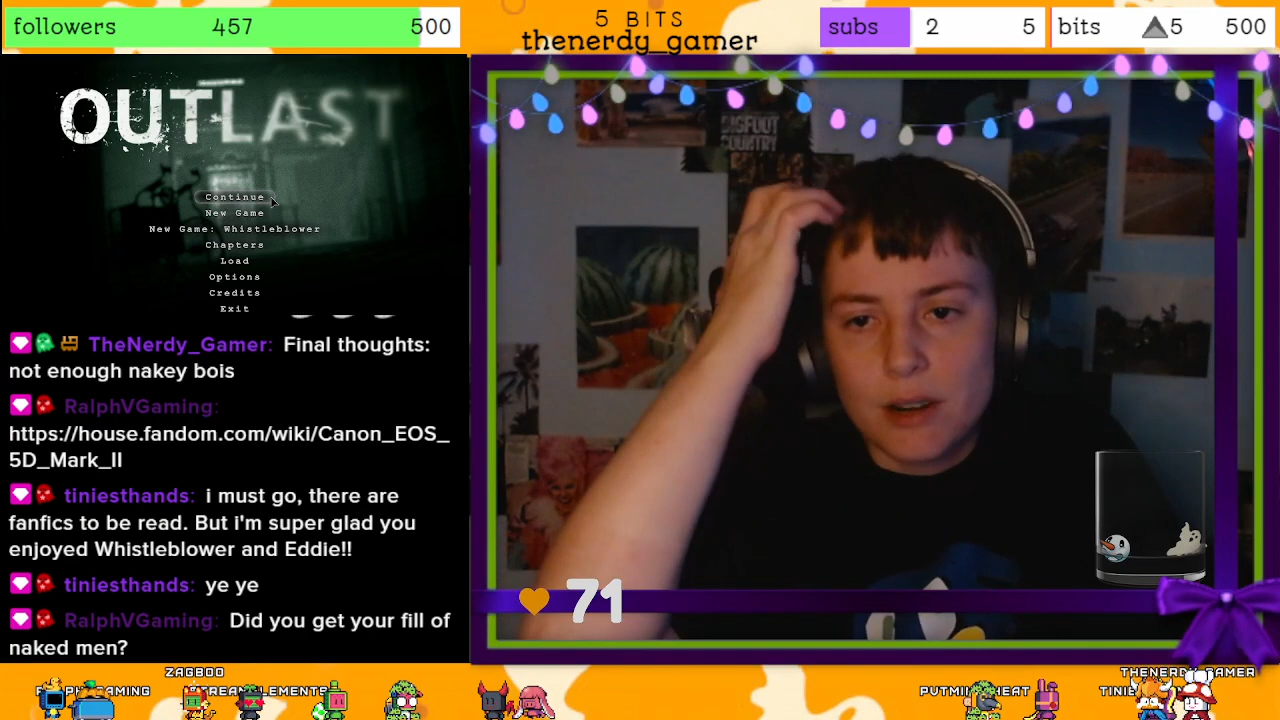 followers 457 500
5 BITS
thenerdy_gamer
subs 2 5
bits 5 500
OUTLAST
Continue
New Game
New Game: Whistleblower
Chapters
Load
Options
Credits
Exit
BIGFOOT
COUNTRY
TheNerdy_Gamer: Final thoughts:
not enough nakey bois
RalphVGaming:
https://house.fandom.com/wiki/Canon_EOS_
5D_Mark_II
tiniesthands: i must go, there are
fanfics to be read. But i'm super glad you
enjoyed Whistleblower and Eddie!!
tiniesthands: ye ye
RalphVGaming: Did you get your fill of
naked men?
71
ZAGBOO
THENERDY_GAMER